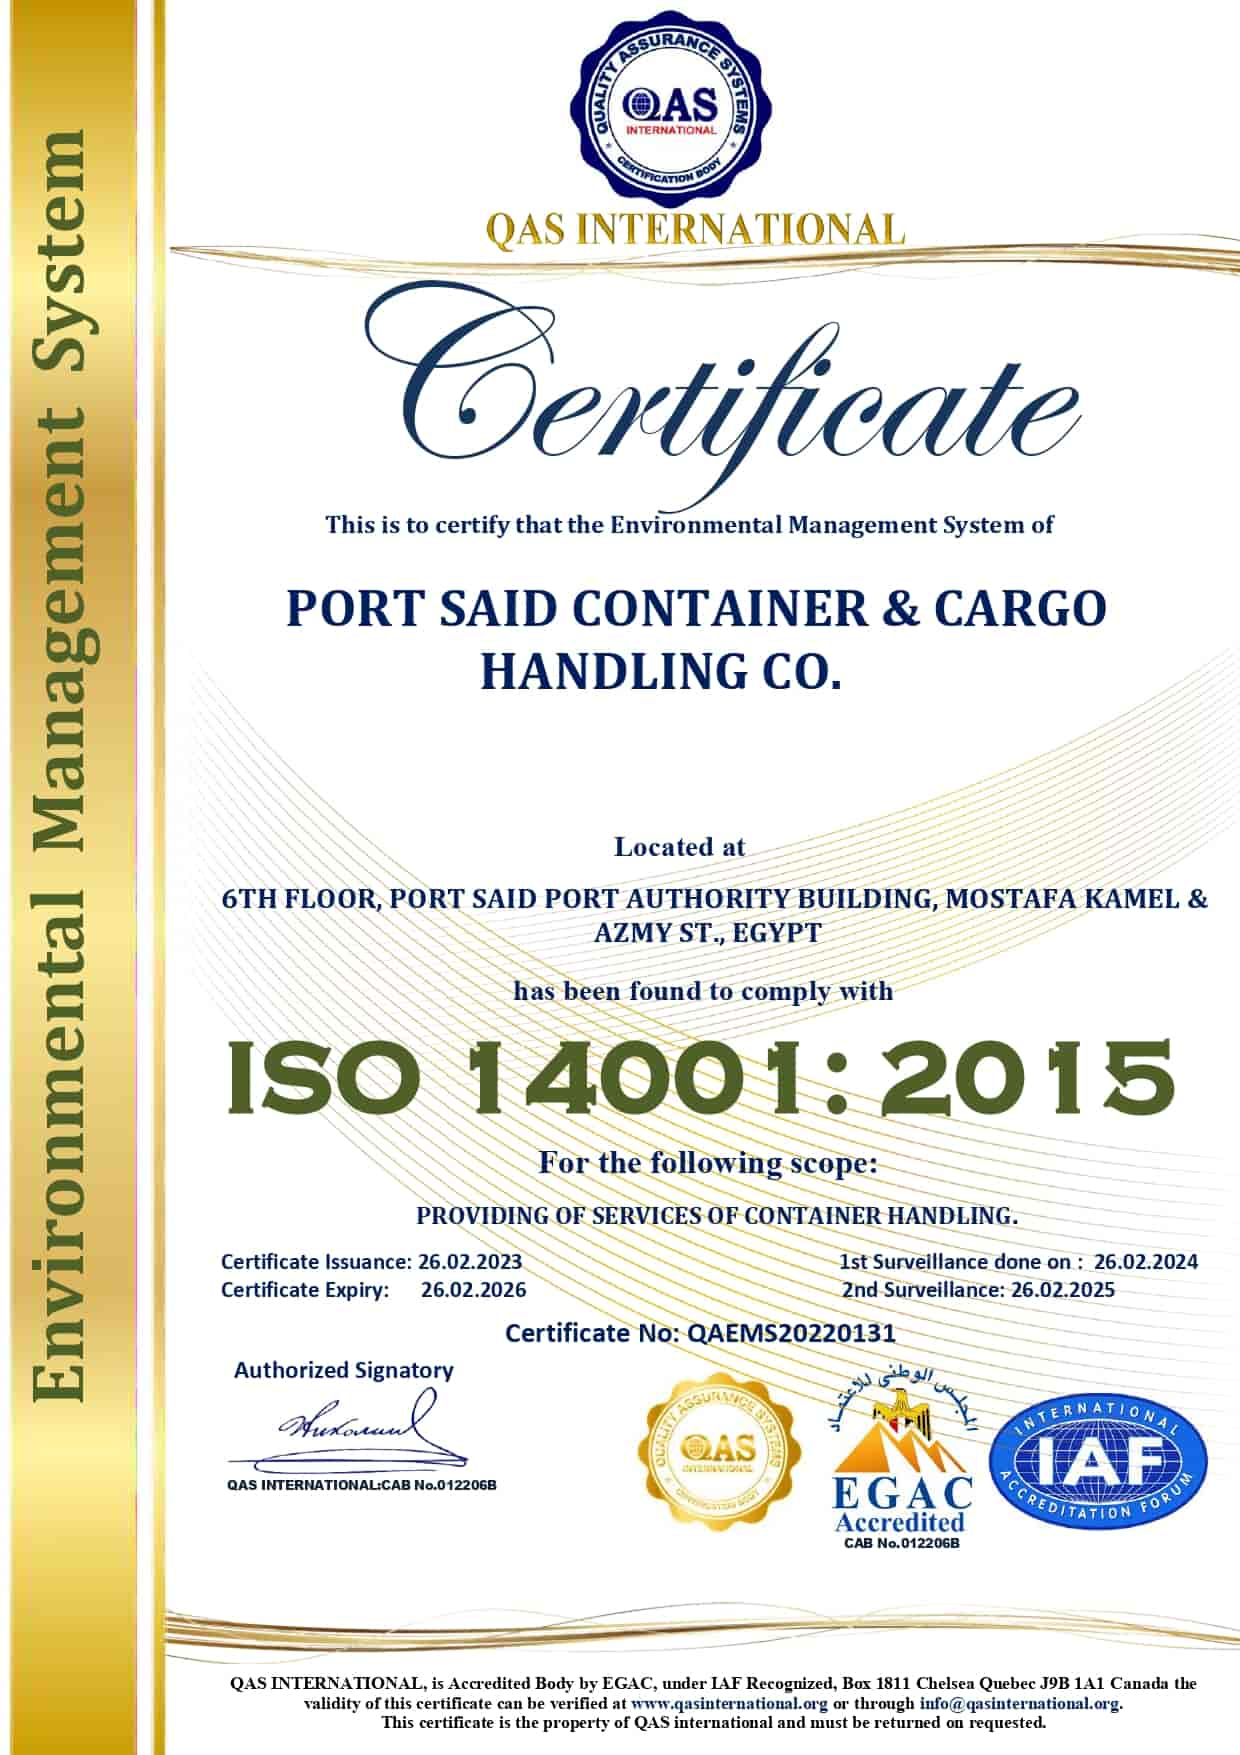 Environmental Management System
QUALITY ASSURANCE SYSTEMS
QAS
INTERNATIONAL
CERTIFICATION BODY
QAS INTERNATIONAL
Certificate
This is to certify that the Environmental Management System of
PORT SAID CONTAINER & CARGO
HANDLING CO.
Located at
6TH FLOOR, PORT SAID PORT AUTHORITY BUILDING, MOSTAFA KAMEL &
AZMY ST., EGYPT
has been found to comply with
ISO 14001: 2015
For the following scope:
PROVIDING OF SERVICES OF CONTAINER HANDLING.
Certificate Issuance: 26.02.2023
1st Surveillance done on : 26.02.2024
Certificate Expiry: 26.02.2026
2nd Surveillance: 26.02.2025
Certificate No: QAEMS20220131
Authorized Signatory
QAS INTERNATIONAL:CAB No.012206B
QUALITY ASSURANCE SYSTEMS
QAS
INTERNATIONAL
CERTIFICATION BODY
المجلس الوطنى للاعتماد
EGAC
Accredited
CAB No.012206B
INTERNATIONAL
IAF
ACCREDITATION FORUM
QAS INTERNATIONAL, is Accredited Body by EGAC, under IAF Recognized, Box 1811 Chelsea Quebec J9B 1A1 Canada the
validity of this certificate can be verified at www.qasinternational.org or through info@qasinternational.org.
This certificate is the property of QAS international and must be returned on requested.